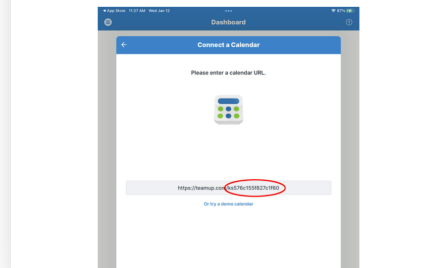 App Store 11:27 AM Wed Jan 12
87%
Dashboard
Connect a Calendar
Please enter a calendar URL.
https://teamup.com/ks576c155f827c1f60
Or try a demo calendar